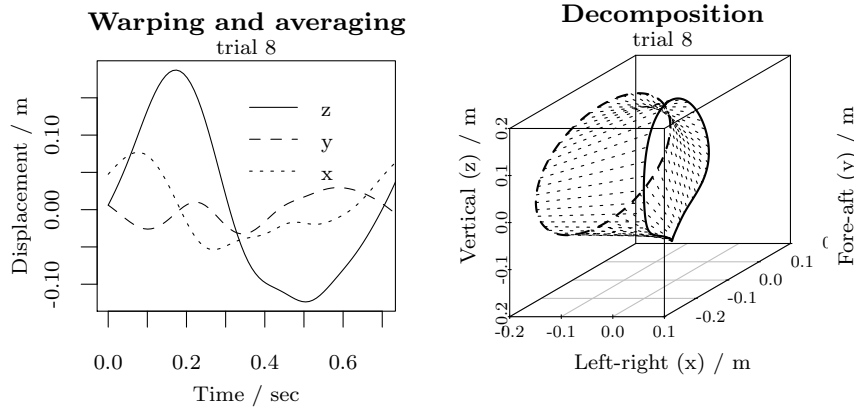 Warping and averaging
trial 8
Displacement / m
0.10
0.00
-0.10
z
y
x
0.0
0.2
0.4
0.6
Time / sec
Decomposition
trial 8
Vertical (z) / m
0.2
0.1
0.0
-0.1
-0.2
-0.2
-0.1
0.0
0.1
Left-right (x) / m
-0.2
-0.1
0.0
0.1
Fore-aft (y) / m